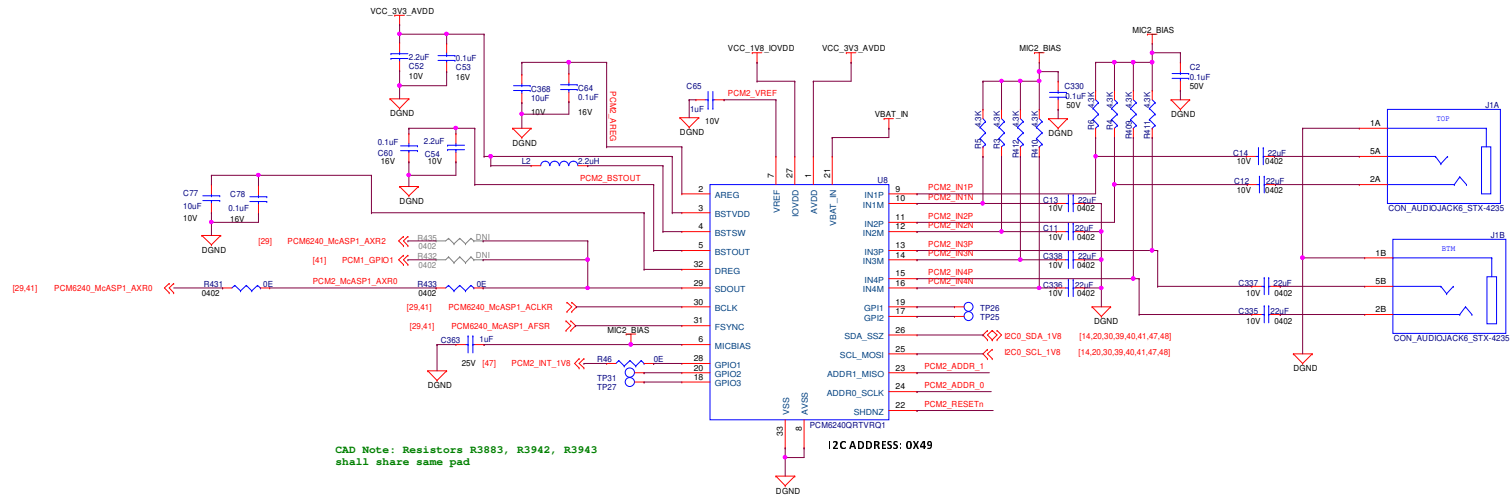 VCC_3V3_AVDD
2.2uF
C52
10V
0.1uF
C53
16V
DGND
C368
10uF
10V
C64
0.1uF
16V
DGND
PCM2_AREG
C65
1uF
10V
PCM2_VREF
DGND
VCC_1V8_IOVDD
VCC_3V3_AVDD
VBAT_IN
MIC2_BIAS
C330
0.1uF
50V
DGND
R5 4.3K
R3 4.3K
R412 4.3K
R410 4.3K
MIC2_BIAS
C2
0.1uF
50V
DGND
R6 4.3K
R4 4.3K
R409 4.3K
R411 4.3K
0.1uF
C60
16V
2.2uF
C54
10V
DGND
L2
2.2uH
PCM2_BSTOUT
C77
10uF
10V
C78
0.1uF
16V
DGND
[29] PCM6240_McASP1_AXR2
R435
0402
DNI
[41] PCM1_GPIO1
R432
0402
DNI
[29,41] PCM6240_McASP1_AXR0
R431
0402
0E
PCM2_McASP1_AXR0
R433
0402
0E
[29,41] PCM6240_McASP1_ACLKR
[29,41] PCM6240_McASP1_AFSR
MIC2_BIAS
C363
1uF
25V
DGND
[47] PCM2_INT_1V8
R46
0E
TP31
TP27
U8
7 VREF
27 IOVDD
1 AVDD
21 VBAT_IN
2 AREG
3 BSTVDD
4 BSTSW
5 BSTOUT
32 DREG
29 SDOUT
30 BCLK
31 FSYNC
6 MICBIAS
28 GPIO1
20 GPIO2
18 GPIO3
IN1P 9 PCM2_IN1P
IN1M 10 PCM2_IN1N
IN2P 11 PCM2_IN2P
IN2M 12 PCM2_IN2N
IN3P 13 PCM2_IN3P
IN3M 14 PCM2_IN3N
IN4P 15 PCM2_IN4P
IN4M 16 PCM2_IN4N
GPI1 19 TP26
GPI2 17 TP25
SDA_SSZ 26 I2C0_SDA_1V8 [14,20,30,39,40,41,47,48]
SCL_MOSI 25 I2C0_SCL_1V8 [14,20,30,39,40,41,47,48]
ADDR1_MISO 23 PCM2_ADDR_1
ADDR0_SCLK 24 PCM2_ADDR_0
SHDNZ 22 PCM2_RESETn
VSS 33
AVSS 8
PCM6240QRTVRQ1
DGND
I2C ADDRESS: 0X49
C13 22uF
10V 0402
C11 22uF
10V 0402
C338 22uF
10V 0402
C336 22uF
10V 0402
DGND
C14 22uF
10V 0402
C12 22uF
10V 0402
C337 22uF
10V 0402
C335 22uF
10V 0402
DGND
J1A
TOP
1A
5A
2A
CON_AUDIOJACK6_STX-4235
J1B
BTM
1B
5B
2B
CON_AUDIOJACK6_STX-4235
CAD Note: Resistors R3883, R3942, R3943
shall share same pad